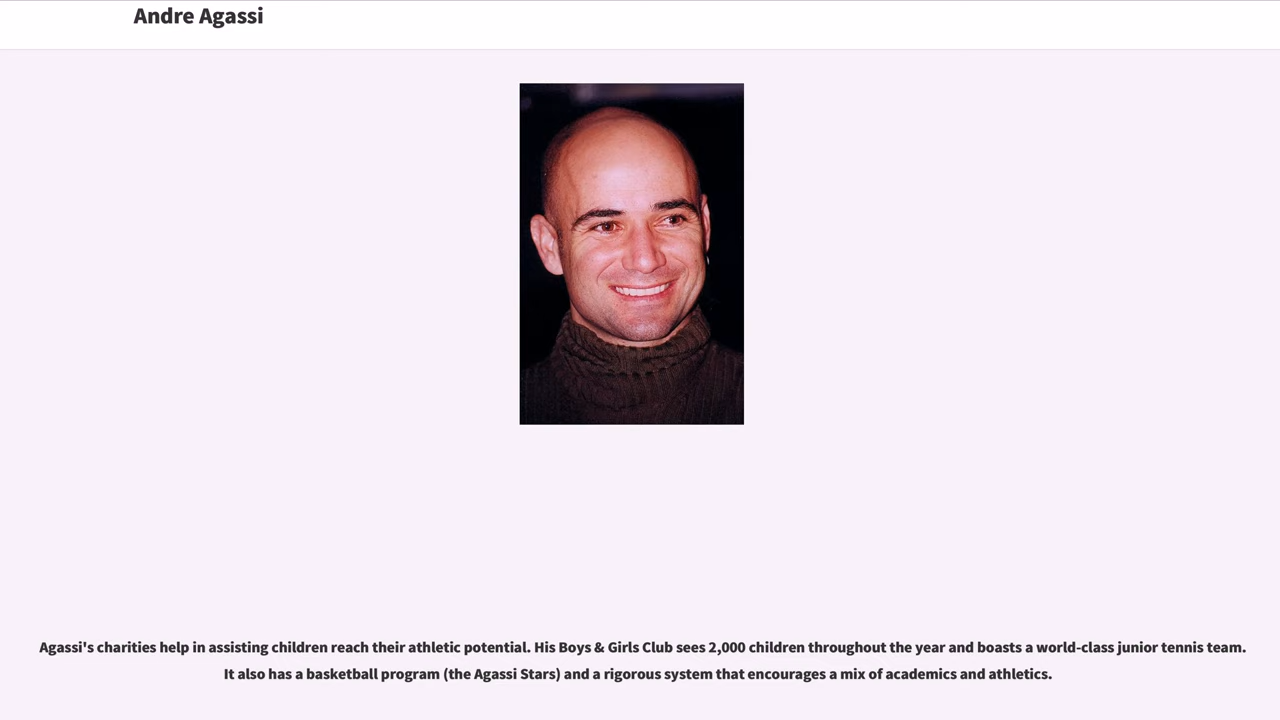 Andre Agassi
Agassi's charities help in assisting children reach their athletic potential. His Boys & Girls Club sees 2,000 children throughout the year and boasts a world-class junior tennis team.
It also has a basketball program (the Agassi Stars) and a rigorous system that encourages a mix of academics and athletics.